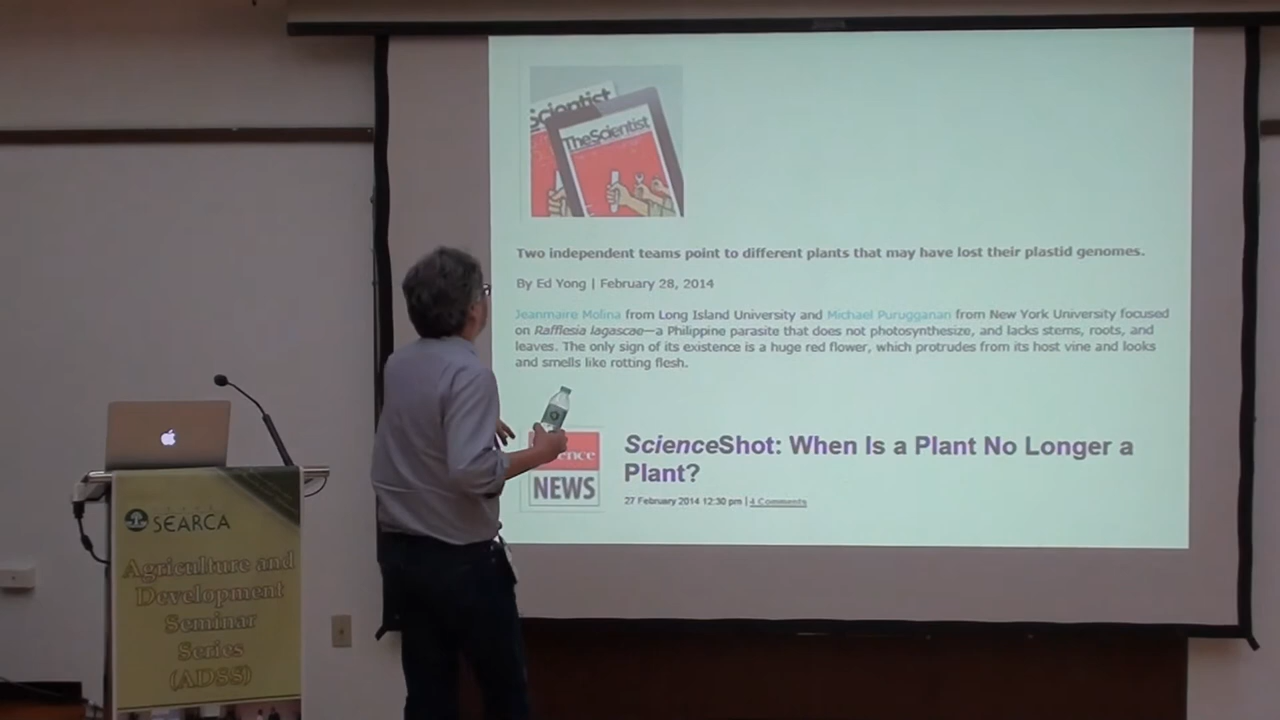 Scientist
TheScientist
Two independent teams point to different plants that may have lost their plastid genomes.
By Ed Yong | February 28, 2014
Jeanmaire Molina from Long Island University and Michael Purugganan from New York University focused
on Rafflesia lagascae—a Philippine parasite that does not photosynthesize, and lacks stems, roots, and
leaves. The only sign of its existence is a huge red flower, which protrudes from its host vine and looks
and smells like rotting flesh.
ence
NEWS
ScienceShot: When Is a Plant No Longer a
Plant?
27 February 2014 12:30 pm | 4 Comments
SEARCA
Agriculture and
Development
Seminar
Series
(ADSS)